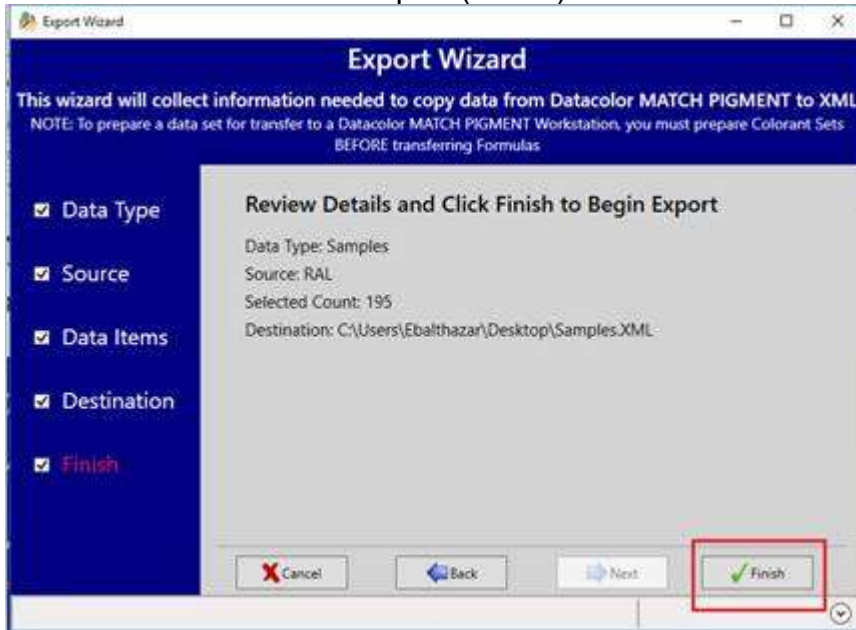 Export Wizard
Export Wizard
This wizard will collect information needed to copy data from Datacolor MATCH PIGMENT to XML
NOTE: To prepare a data set for transfer to a Datacolor MATCH PIGMENT Workstation, you must prepare Colorant Sets
BEFORE transferring Formulas
Data Type
Source
Data Items
Destination
Finish
Review Details and Click Finish to Begin Export
Data Type: Samples
Source: RAL
Selected Count: 195
Destination: C:\Users\Ebalthazar\Desktop\Samples.XML
Cancel
Back
Next
Finish